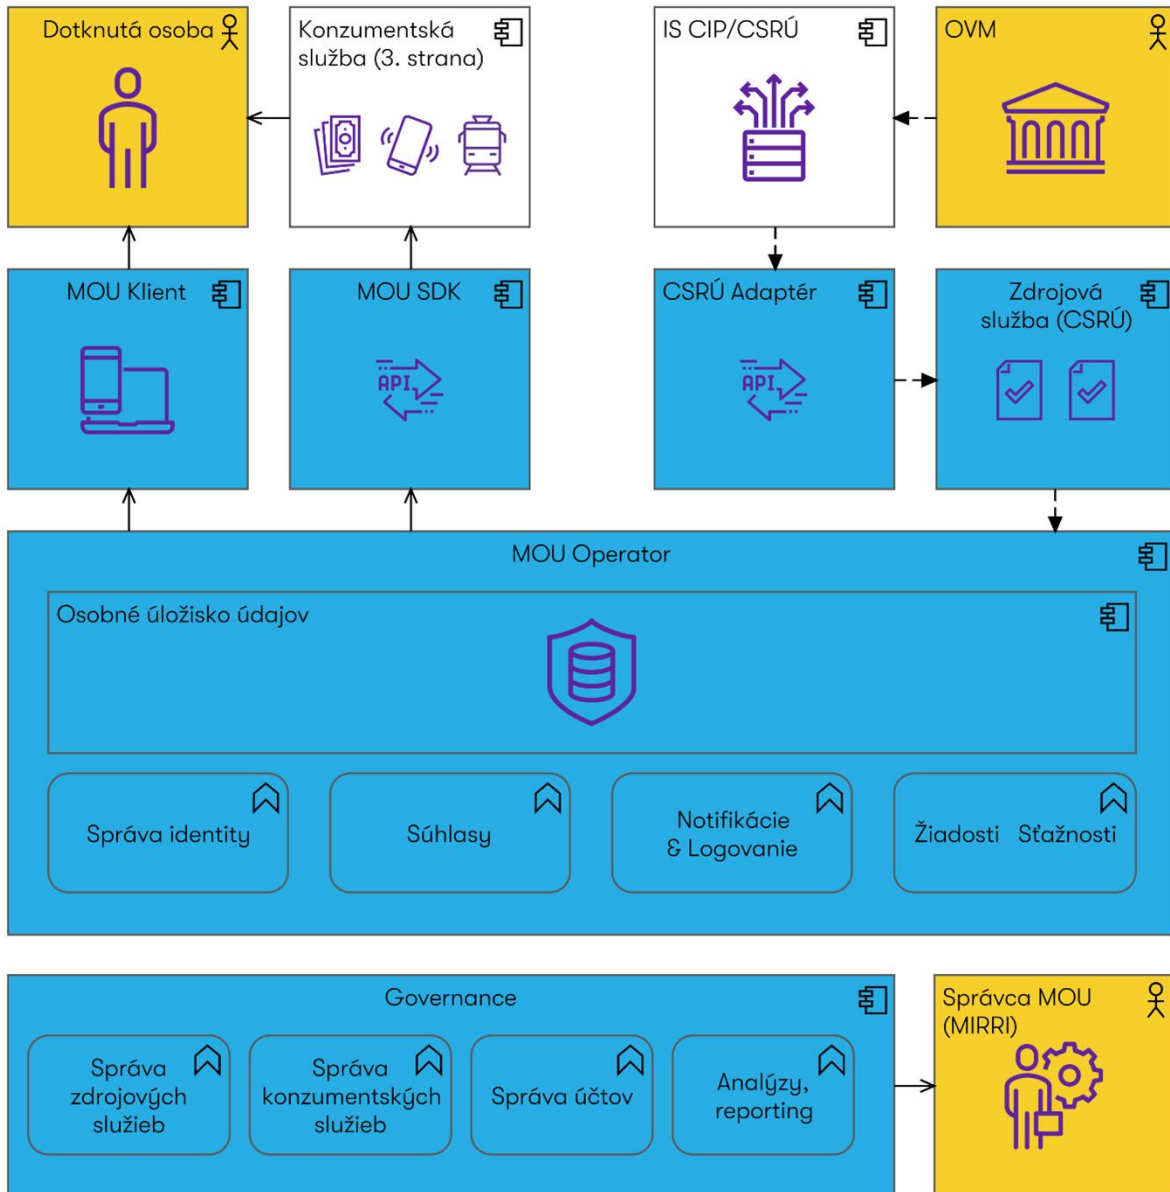 Dotknutá osoba
Konzumentská
služba (3. strana)
IS CIP/CSRÚ
OVM
MOU Klient
MOU SDK
API
CSRÚ Adaptér
API
Zdrojová
služba (CSRÚ)
MOU Operator
Osobné úložisko údajov
Správa identity
Súhlasy
Notifikácie
& Logovanie
Žiadosti Sťažnosti
Governance
Správa
zdrojových
služieb
Správa
konzumentských
služieb
Správa účtov
Analýzy,
reporting
Správca MOU
(MIRRI)